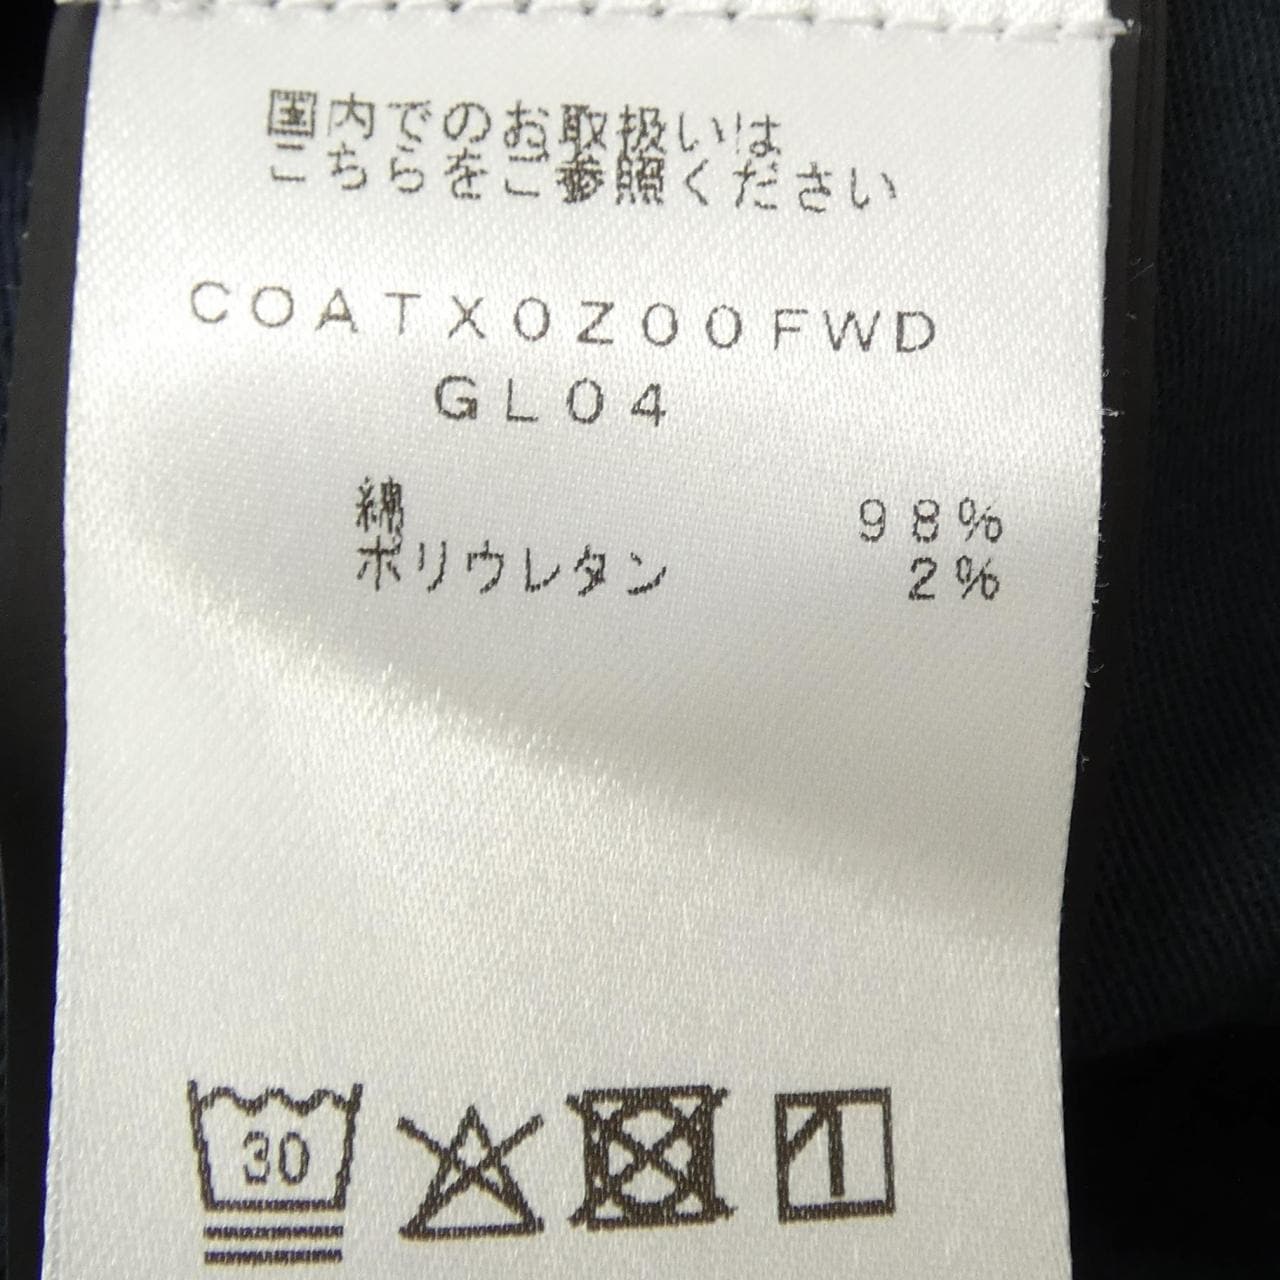 国内でのお取扱いは
こちらをご参照ください
COATX0Z00FWD
GL04
綿 98%
ポリウレタン 2%
30